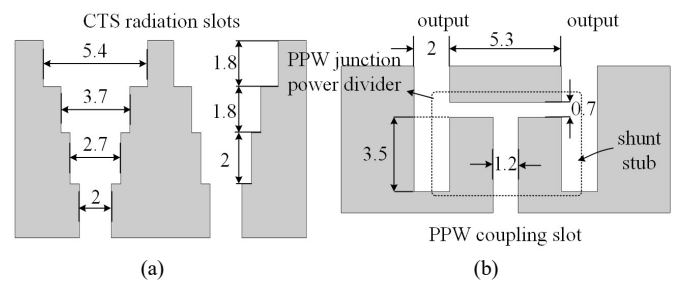 CTS radiation slots
5.4
3.7
2.7
2
1.8
1.8
2
(a)
output
output
2
5.3
PPW junction
power divider
0.7
3.5
1.2
shunt
stub
PPW coupling slot
(b)